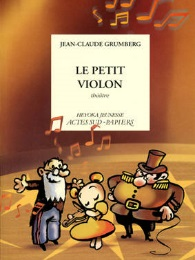 JEAN-CLAUDE GRUMBERG
LE PETIT
VIOLON
théâtre
HEYOKA JEUNESSE
ACTES SUD - PAPIERS